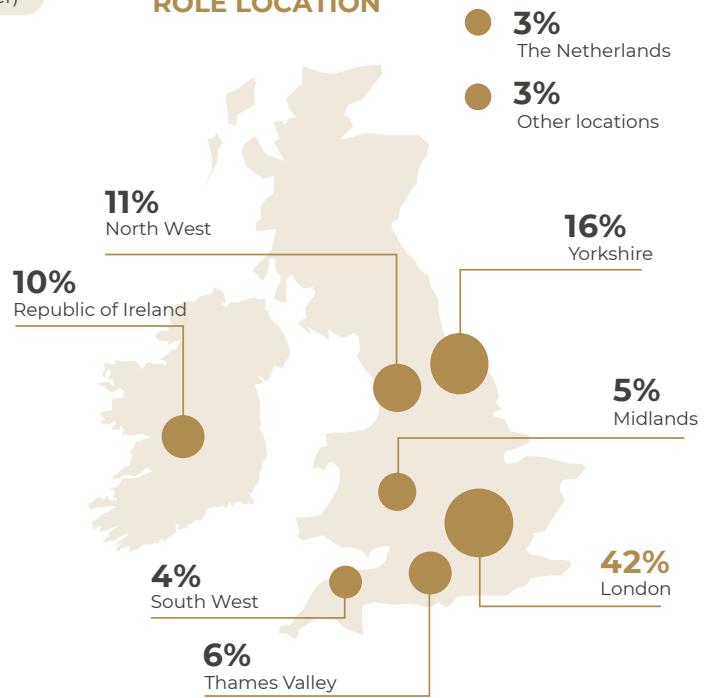 ROLE LOCATION
3%
The Netherlands
3%
Other locations
11%
North West
16%
Yorkshire
10%
Republic of Ireland
5%
Midlands
42%
London
4%
South West
6%
Thames Valley